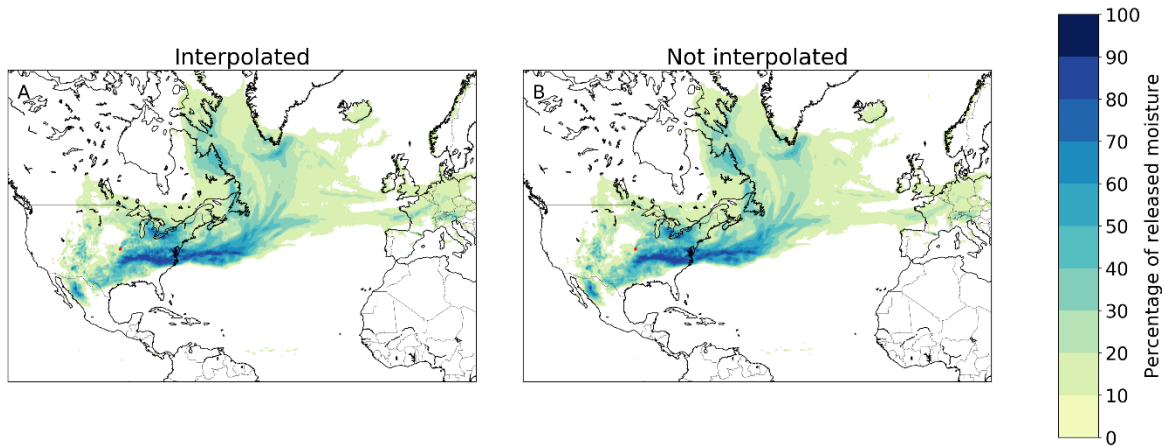 Interpolated
A
Not interpolated
B
100
90
80
70
60
50
40
30
20
10
0
Percentage of released moisture